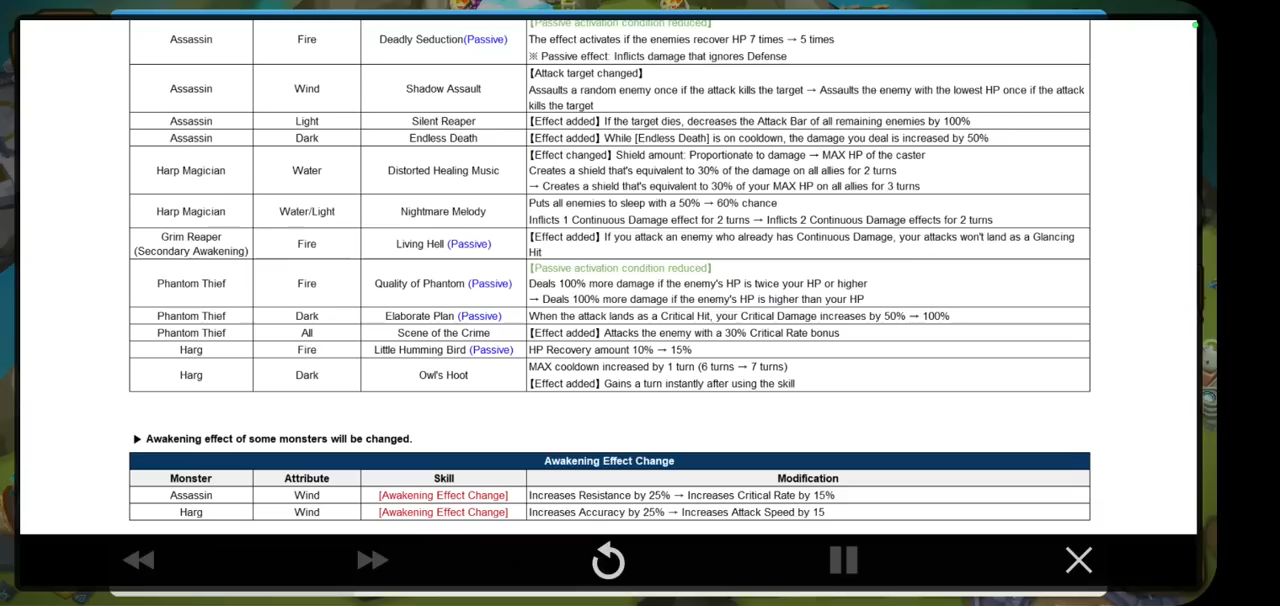 【Passive activation condition reduced】
Assassin Fire Deadly Seduction(Passive) The effect activates if the enemies recover HP 7 times → 5 times
※ Passive effect: Inflicts damage that ignores Defense
【Attack target changed】
Assassin Wind Shadow Assault Assaults a random enemy once if the attack kills the target → Assaults the enemy with the lowest HP once if the attack
kills the target
Assassin Light Silent Reaper 【Effect added】 If the target dies, decreases the Attack Bar of all remaining enemies by 100%
Assassin Dark Endless Death 【Effect added】 While [Endless Death] is on cooldown, the damage you deal is increased by 50%
【Effect changed】 Shield amount: Proportionate to damage → MAX HP of the caster
Harp Magician Water Distorted Healing Music Creates a shield that's equivalent to 30% of the damage on all allies for 2 turns
→ Creates a shield that's equivalent to 30% of your MAX HP on all allies for 3 turns
Puts all enemies to sleep with a 50% → 60% chance
Harp Magician Water/Light Nightmare Melody
Inflicts 1 Continuous Damage effect for 2 turns → Inflicts 2 Continuous Damage effects for 2 turns
Grim Reaper 【Effect added】 If you attack an enemy who already has Continuous Damage, your attacks won't land as a Glancing
(Secondary Awakening) Fire Living Hell (Passive) Hit
【Passive activation condition reduced】
Phantom Thief Fire Quality of Phantom (Passive) Deals 100% more damage if the enemy's HP is twice your HP or higher
→ Deals 100% more damage if the enemy's HP is higher than your HP
Phantom Thief Dark Elaborate Plan (Passive) When the attack lands as a Critical Hit, your Critical Damage increases by 50% → 100%
Phantom Thief All Scene of the Crime 【Effect added】 Attacks the enemy with a 30% Critical Rate bonus
Harg Fire Little Humming Bird (Passive) HP Recovery amount 10% → 15%
MAX cooldown increased by 1 turn (6 turns → 7 turns)
Harg Dark Owl's Hoot
【Effect added】 Gains a turn instantly after using the skill
▶ Awakening effect of some monsters will be changed.
Awakening Effect Change
Monster Attribute Skill Modification
Assassin Wind [Awakening Effect Change] Increases Resistance by 25% → Increases Critical Rate by 15%
Harg Wind [Awakening Effect Change] Increases Accuracy by 25% → Increases Attack Speed by 15